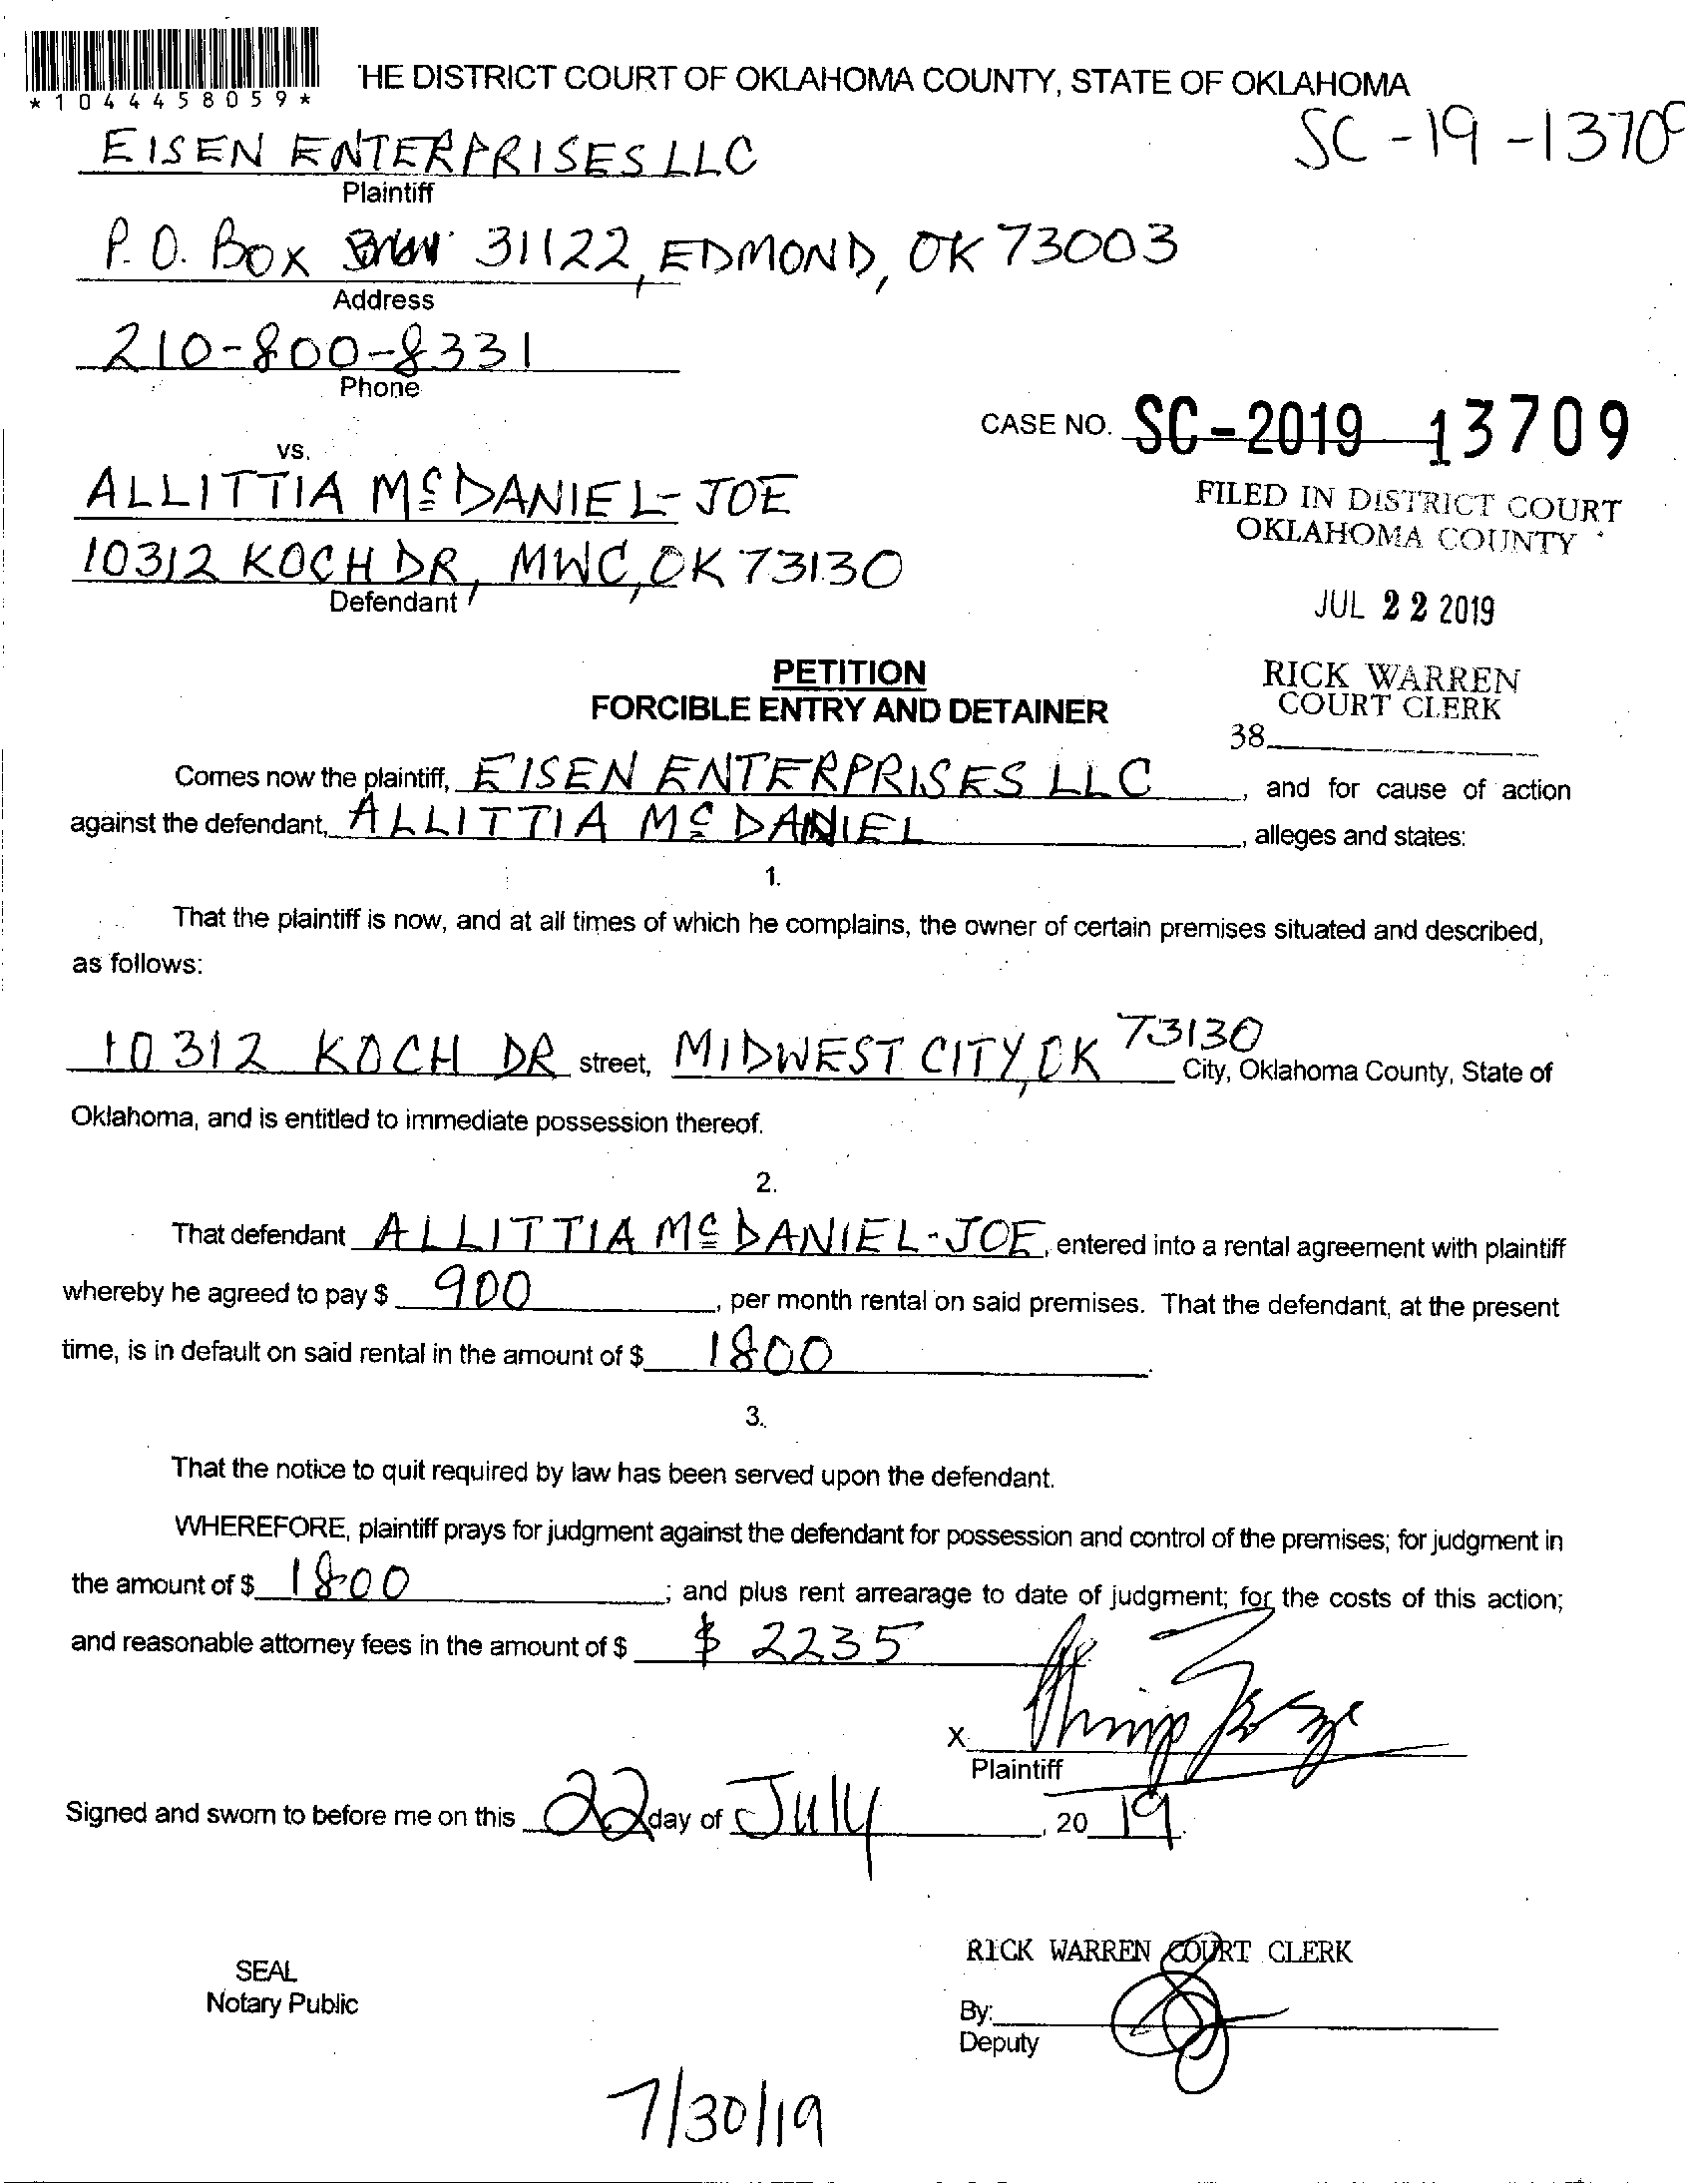 *1044458059*
'HE DISTRICT COURT OF OKLAHOMA COUNTY, STATE OF OKLAHOMA
SC-19-1370
EISEN ENTERPRISES LLC
Plaintiff
P.O. BOX 31122, EDMOND, OK 73003
Address
210-800-8331
Phone
CASE NO. SC-2019 13709
vs.
ALLITTIA McDANIEL-JOE
FILED IN DISTRICT COURT
OKLAHOMA COUNTY
10312 KOCH DR, MWC, OK 73130
Defendant
JUL 22 2019
PETITION
FORCIBLE ENTRY AND DETAINER
RICK WARREN
COURT CLERK
38
Comes now the plaintiff, EISEN ENTERPRISES LLC, and for cause of action
against the defendant, ALLITTIA McDANIEL, alleges and states:
1.
That the plaintiff is now, and at all times of which he complains, the owner of certain premises situated and described,
as follows:
10312 KOCH DR street, MIDWEST CITY, OK 73130 City, Oklahoma County, State of
Oklahoma, and is entitled to immediate possession thereof.
2.
That defendant ALLITTIA McDANIEL-JOE, entered into a rental agreement with plaintiff
whereby he agreed to pay $ 900, per month rental on said premises. That the defendant, at the present
time, is in default on said rental in the amount of $ 1800.
3.
That the notice to quit required by law has been served upon the defendant.
WHEREFORE, plaintiff prays for judgment against the defendant for possession and control of the premises; for judgment in
the amount of $ 1800; and plus rent arrearage to date of judgment; for the costs of this action;
and reasonable attorney fees in the amount of $ $ 2235
X
Plaintiff
Signed and sworn to before me on this 22 day of July, 20 19.
RICK WARREN COURT CLERK
SEAL
Notary Public
By:
Deputy
7/30/19